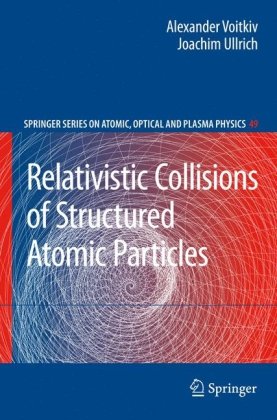 Alexander Voitkiv
Joachim Ullrich
SPRINGER SERIES ON ATOMIC, OPTICAL AND PLASMA PHYSICS 49
Relativistic Collisions
of Structured
Atomic Particles
Springer